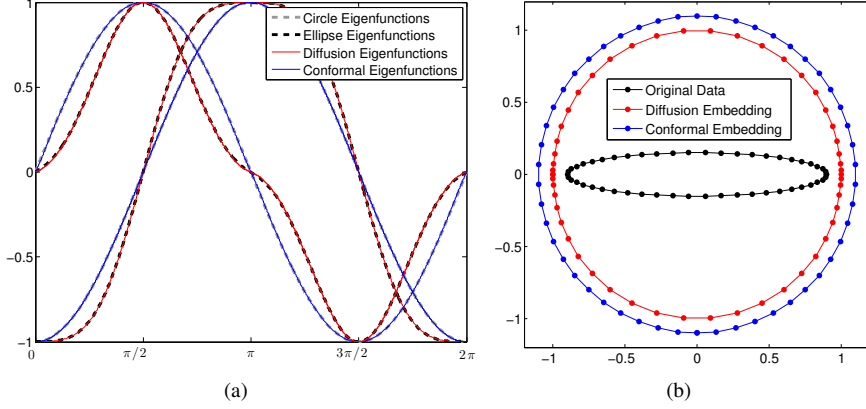 Circle Eigenfunctions
Ellipse Eigenfunctions
Diffusion Eigenfunctions
Conformal Eigenfunctions
1
0.5
0
−0.5
−1
0
π/2
π
3π/2
2π
(a)
Original Data
Diffusion Embedding
Conformal Embedding
1
0.5
0
−0.5
−1
−1
−0.5
0
0.5
1
(b)